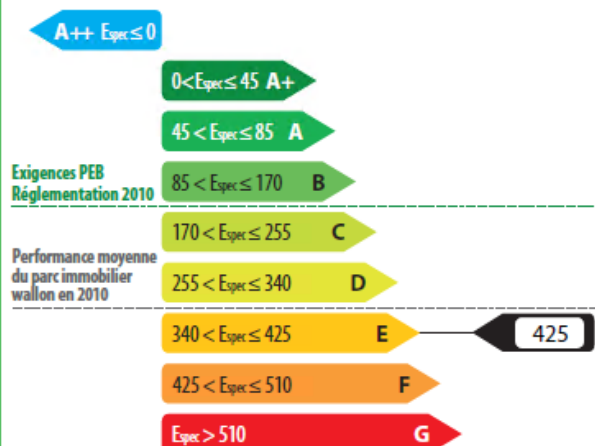 A++ Espec ≤ 0
0 < Espec ≤ 45 A+
45 < Espec ≤ 85 A
Exigences PEB
Réglementation 2010
85 < Espec ≤ 170 B
170 < Espec ≤ 255 C
Performance moyenne
du parc immobilier
wallon en 2010
255 < Espec ≤ 340 D
340 < Espec ≤ 425 E
425
425 < Espec ≤ 510 F
Espec > 510 G